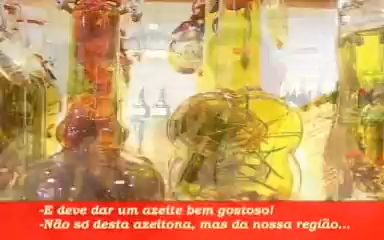 -E deve dar um azeite bem gostoso!
-Não só desta azeitona, mas da nossa região...